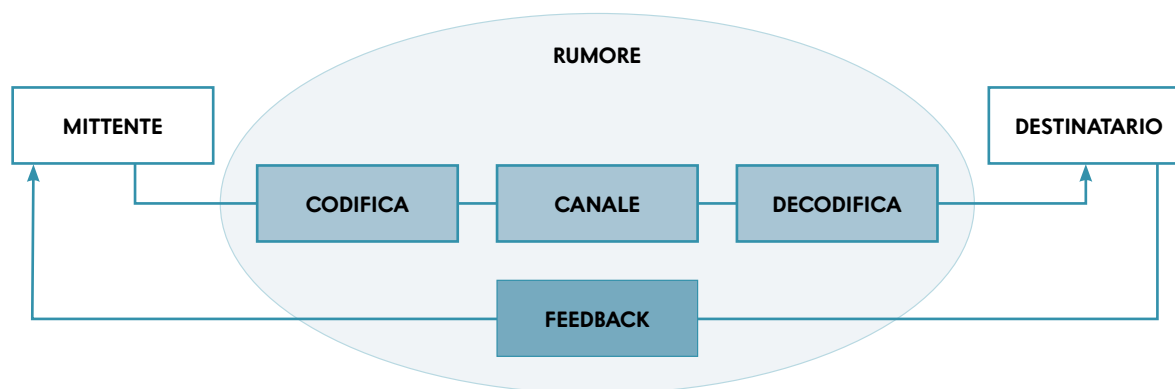 RUMORE
MITTENTE
DESTINATARIO
CODIFICA
CANALE
DECODIFICA
FEEDBACK